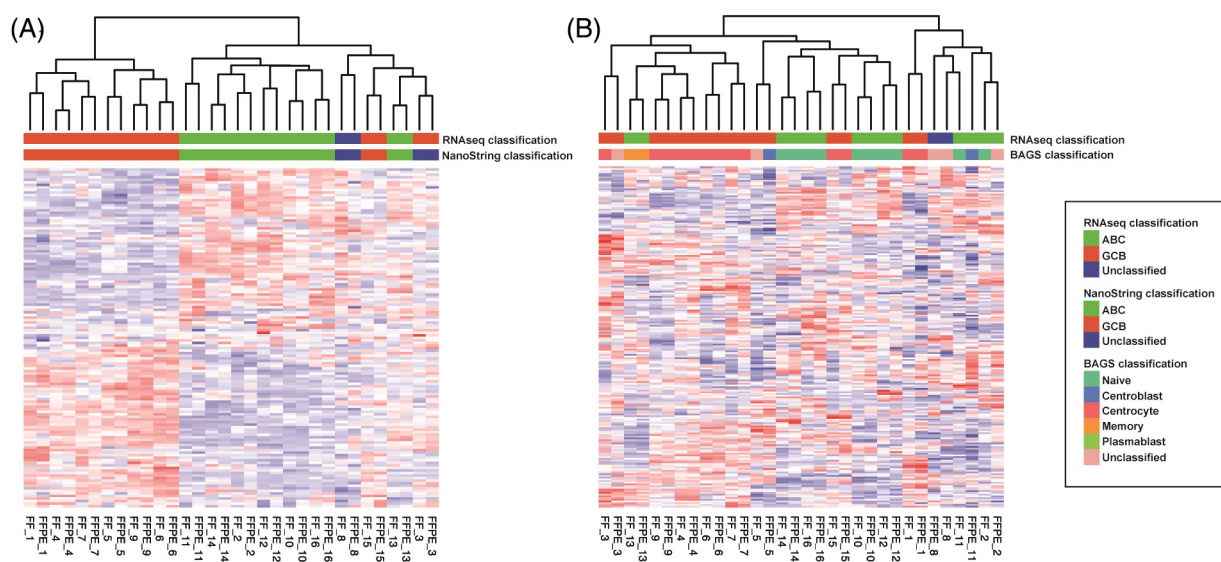 (A)
RNAseq classification
NanoString classification
FF_1
FFPE_1
FF_4
FFPE_4
FF_7
FFPE_7
FF_5
FFPE_5
FF_9
FFPE_9
FF_6
FFPE_6
FF_11
FFPE_11
FF_14
FFPE_14
FF_2
FFPE_2
FF_12
FFPE_12
FF_10
FFPE_10
FF_16
FFPE_16
FF_8
FFPE_8
FF_15
FFPE_15
FF_13
FFPE_13
FF_3
FFPE_3
(B)
RNAseq classification
BAGS classification
FF_3
FFPE_3
FF_13
FFPE_13
FF_9
FFPE_9
FF_4
FFPE_4
FF_6
FFPE_6
FF_7
FFPE_7
FF_5
FFPE_5
FF_14
FFPE_14
FF_16
FFPE_16
FF_15
FFPE_15
FF_10
FFPE_10
FF_12
FFPE_12
FF_1
FFPE_1
FFPE_8
FF_8
FF_11
FFPE_11
FF_2
FFPE_2
RNAseq classification
ABC
GCB
Unclassified
NanoString classification
ABC
GCB
Unclassified
BAGS classification
Naive
Centroblast
Centrocyte
Memory
Plasmablast
Unclassified